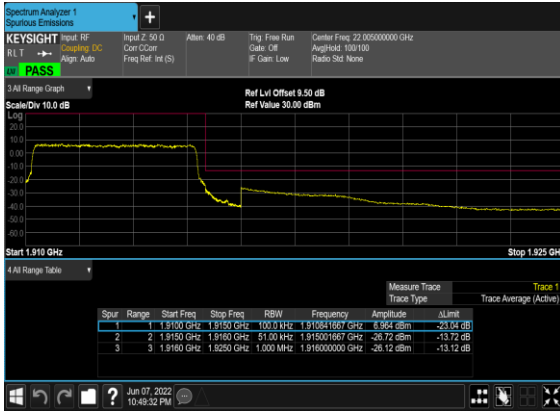 Spectrum Analyzer 1
Spurious Emissions
KEYSIGHT Input: RF Input Z: 50 Ω Atten: 40 dB Trig: Free Run Center Freq: 22.005000000 GHz
RLT Coupling: DC Corr CCorr Gate: Off Avg|Hold: 100/100
Align: Auto Freq Ref: Int (S) IF Gain: Low Radio Std: None
PASS
3 All Range Graph
Ref Lvl Offset 9.50 dB
Scale/Div 10.0 dB Ref Value 30.00 dBm
Log
20.0
10.0
0.00
-10.0
-20.0
-30.0
-40.0
-50.0
-60.0
Start 1.910 GHz Stop 1.925 GH
4 All Range Table
Measure Trace Trace 1
Trace Type Trace Average (Active)
Spur Range Start Freq Stop Freq RBW Frequency Amplitude ΔLimit
1 1 1.9100 GHz 1.9150 GHz 100.0 kHz 1.910841667 GHz 6.964 dBm -23.04 dB
2 2 1.9150 GHz 1.9160 GHz 51.00 kHz 1.915001667 GHz -26.72 dBm -13.72 dB
3 3 1.9160 GHz 1.9250 GHz 1.000 MHz 1.916000000 GHz -26.12 dBm -13.12 dB
Jun 07, 2022
10:49:32 PM